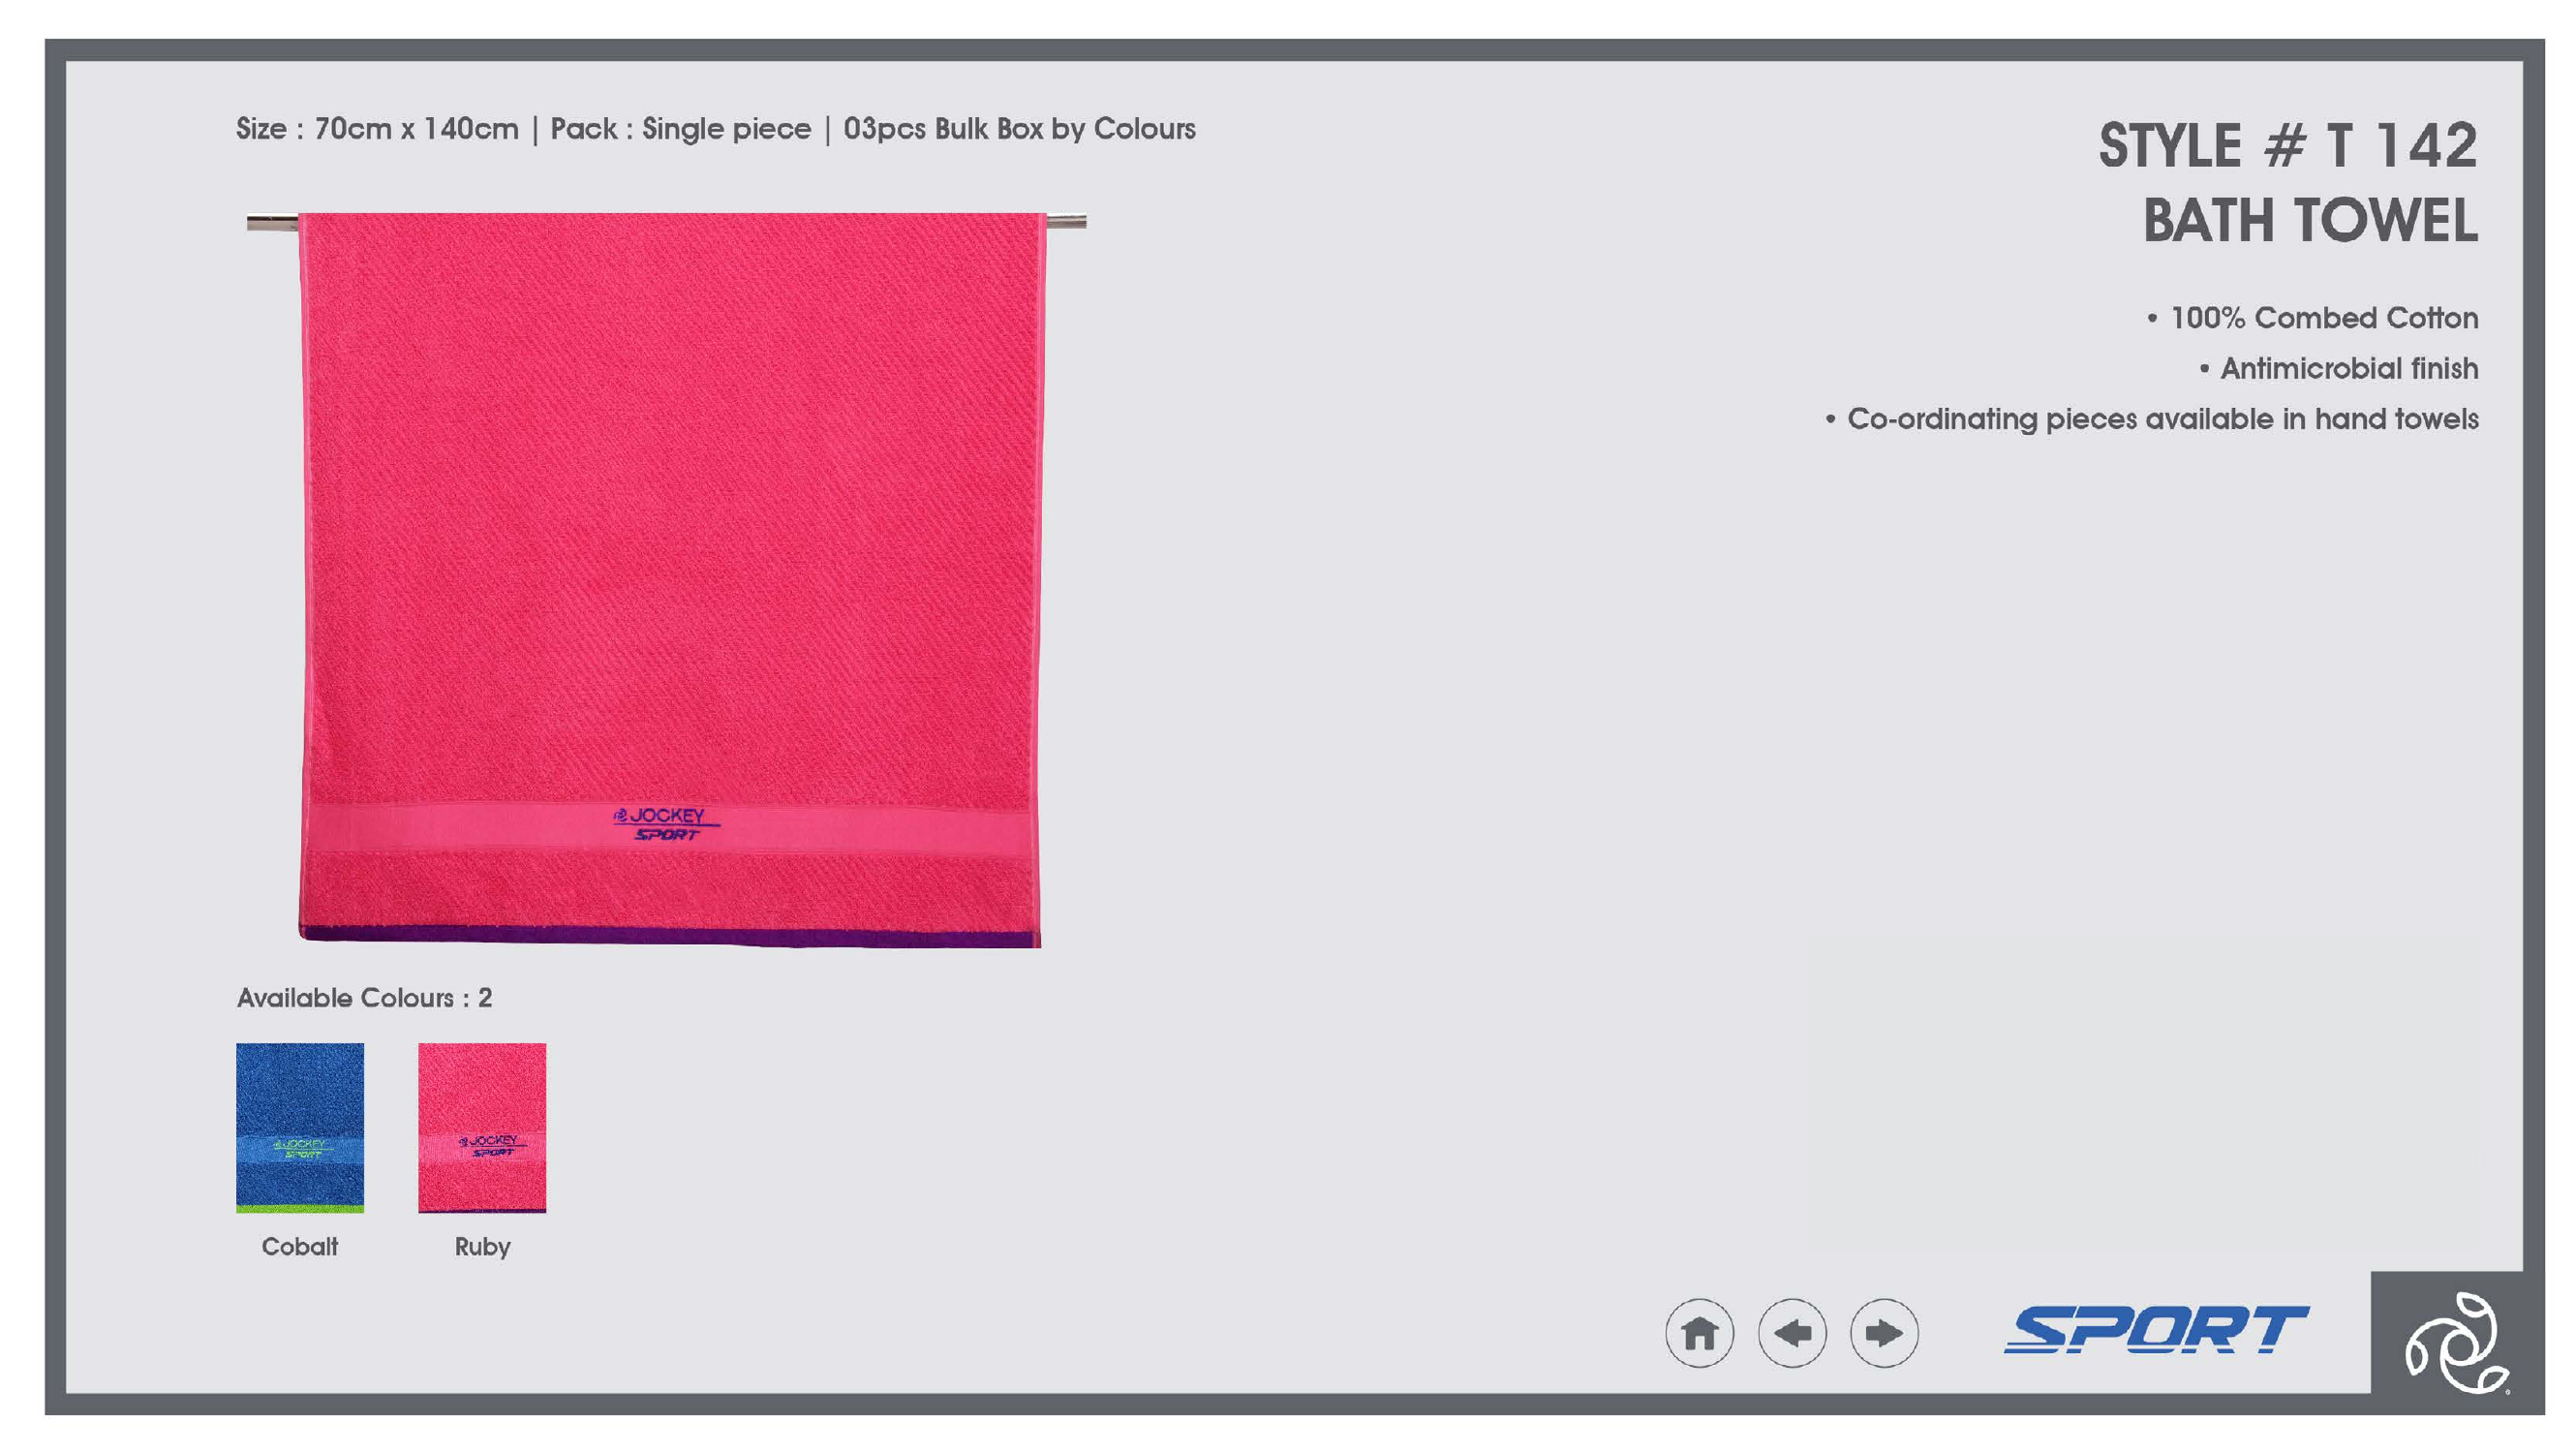 Size : 70cm x 140cm | Pack : Single piece | 03pcs Bulk Box by Colours
STYLE # T 142
BATH TOWEL
• 100% Combed Cotton
• Antimicrobial finish
• Co-ordinating pieces available in hand towels
JOCKEY
SPORT
Available Colours : 2
JOCKEY
SPORT
JOCKEY
SPORT
Cobalt
Ruby
SPORT